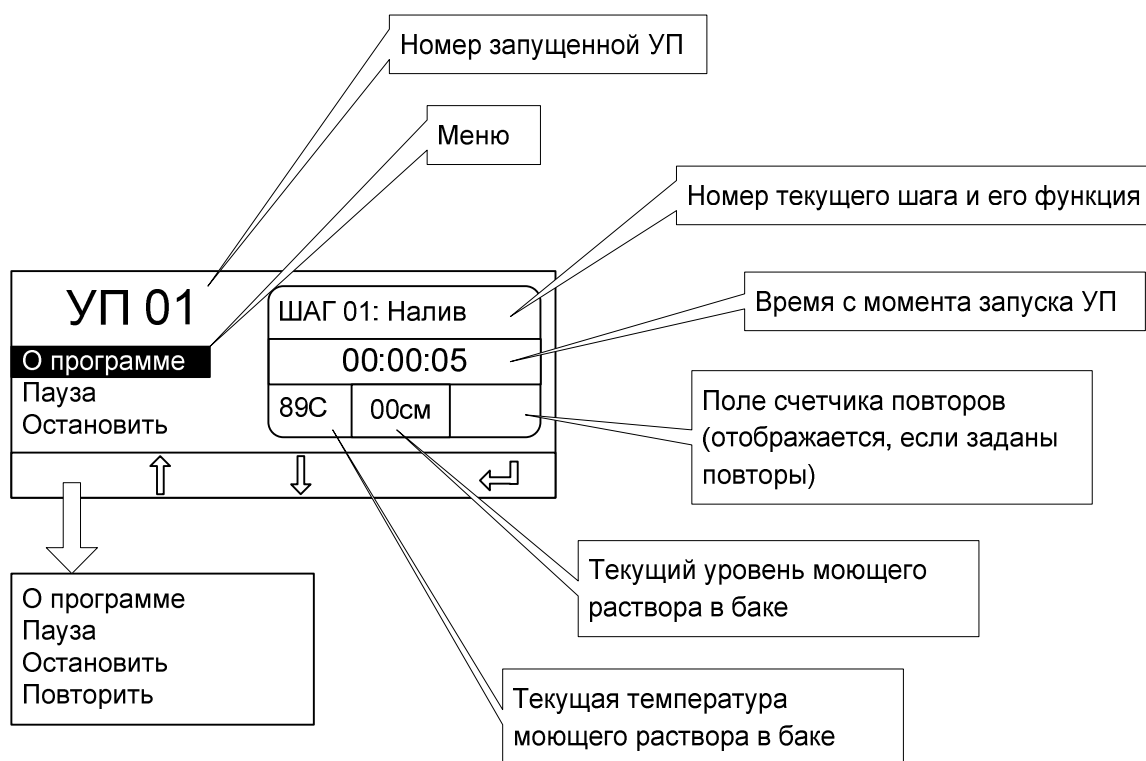 Номер запущенной УП
Меню
Номер текущего шага и его функция
УП 01
ШАГ 01: Налив
Время с момента запуска УП
00:00:05
О программе
Пауза
Остановить
89С
00см
Поле счетчика повторов
(отображается, если заданы
повторы)
Текущий уровень моющего
раствора в баке
О программе
Пауза
Остановить
Повторить
Текущая температура
моющего раствора в баке